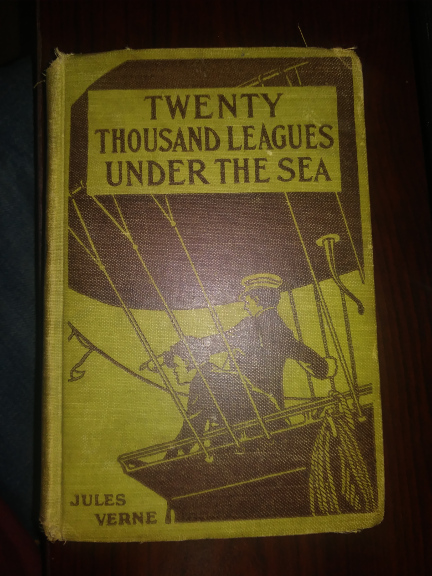 TWENTY
THOUSAND LEAGUES
UNDER THE SEA
JULES
VERNE